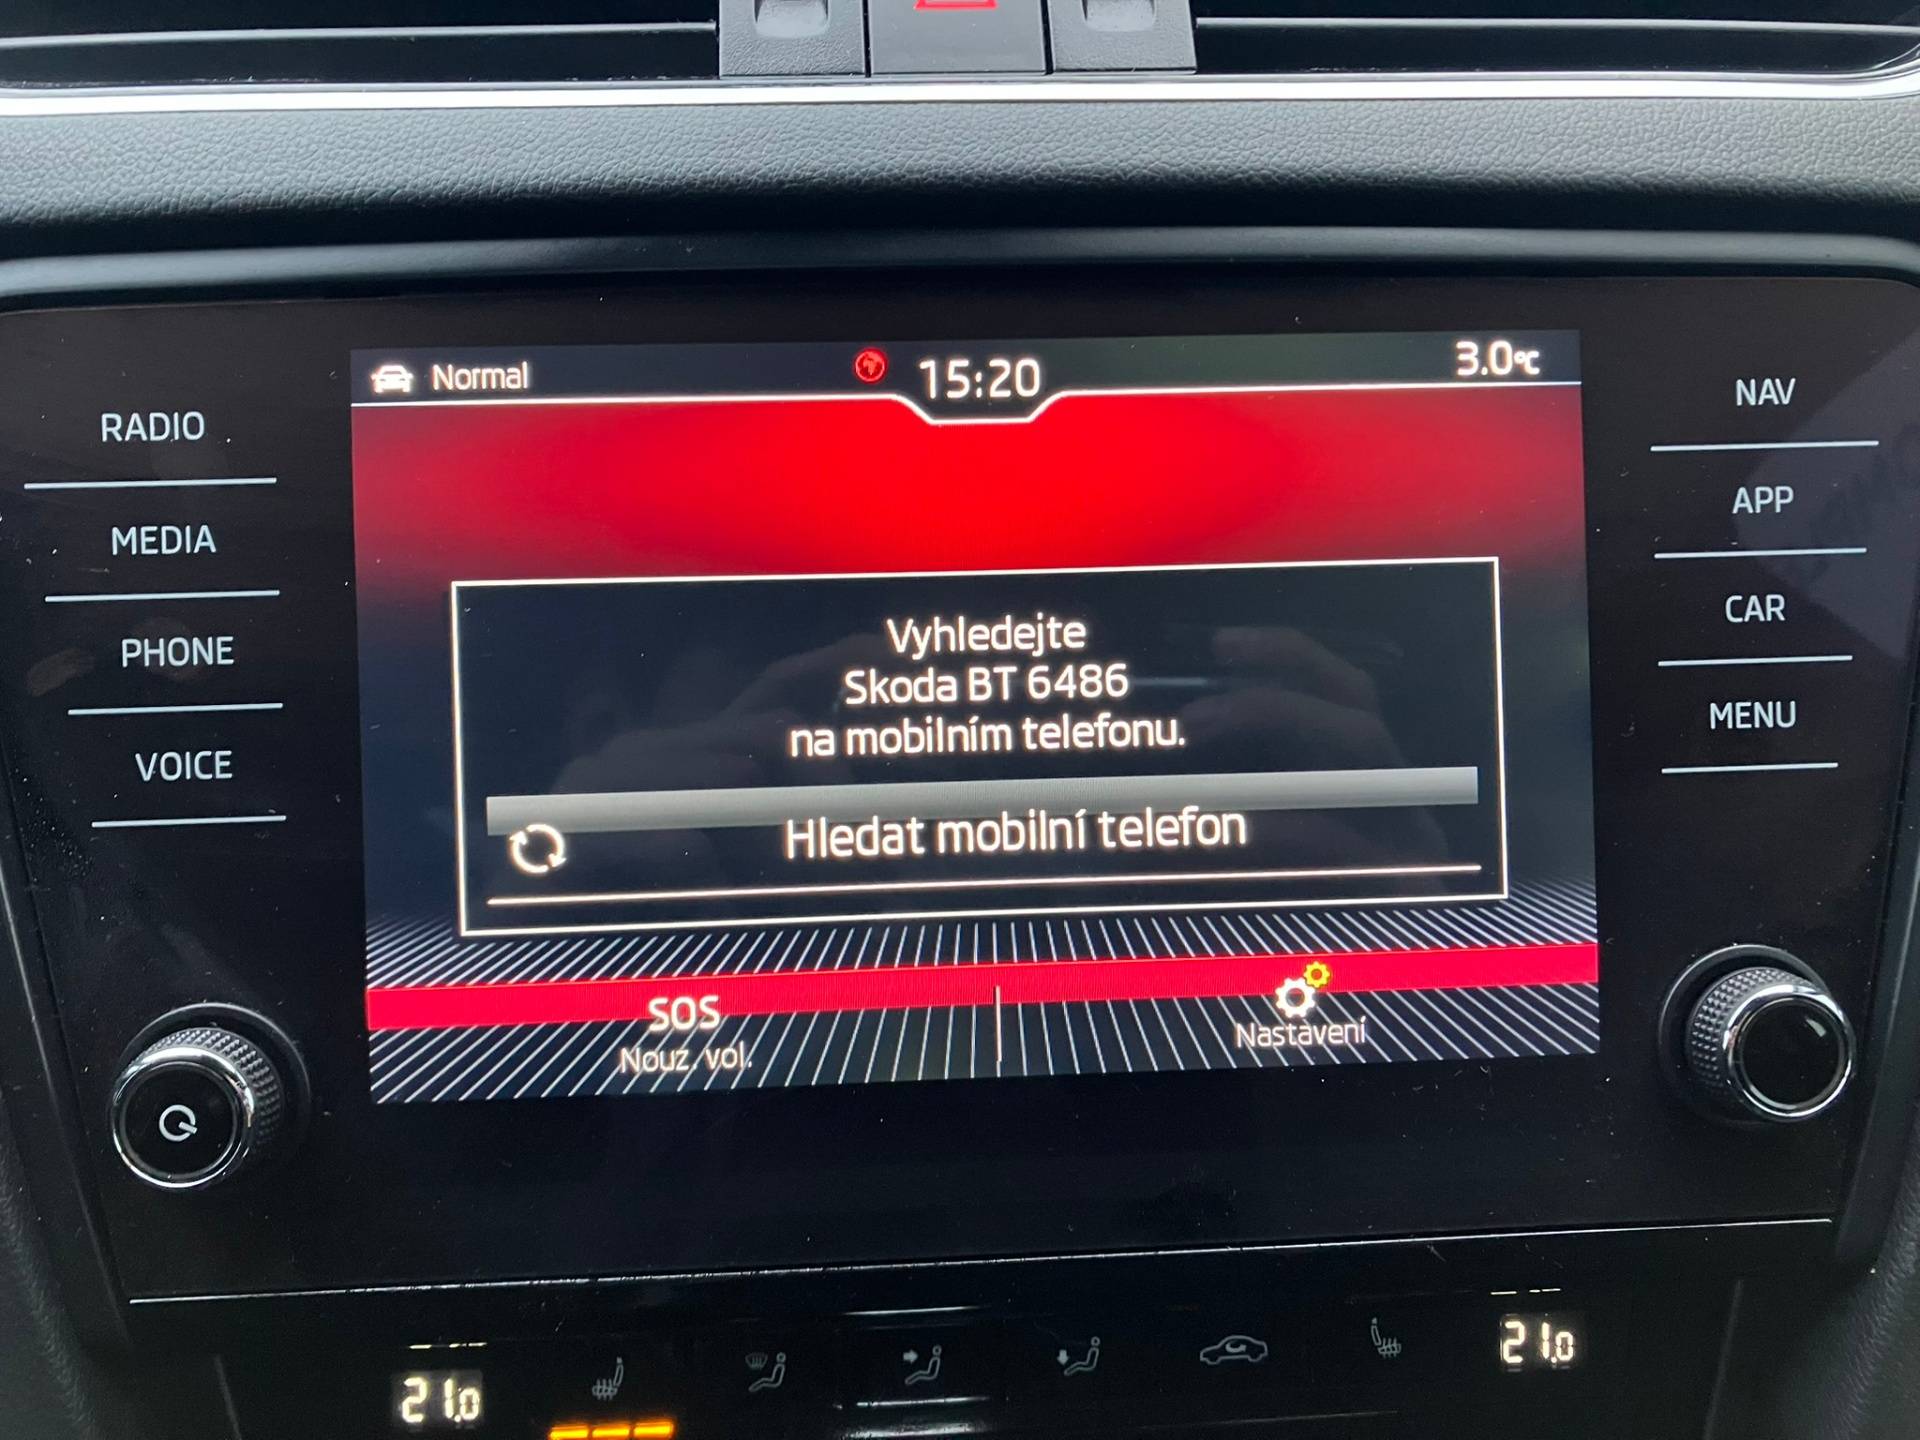 Normal
15:20
3.0°C
RADIO
MEDIA
PHONE
VOICE
NAV
APP
CAR
MENU
Vyhledejte
Skoda BT 6486
na mobilním telefonu.
Hledat mobilní telefon
SOS
Nouz. vol.
Nastavení
21.0
21.0